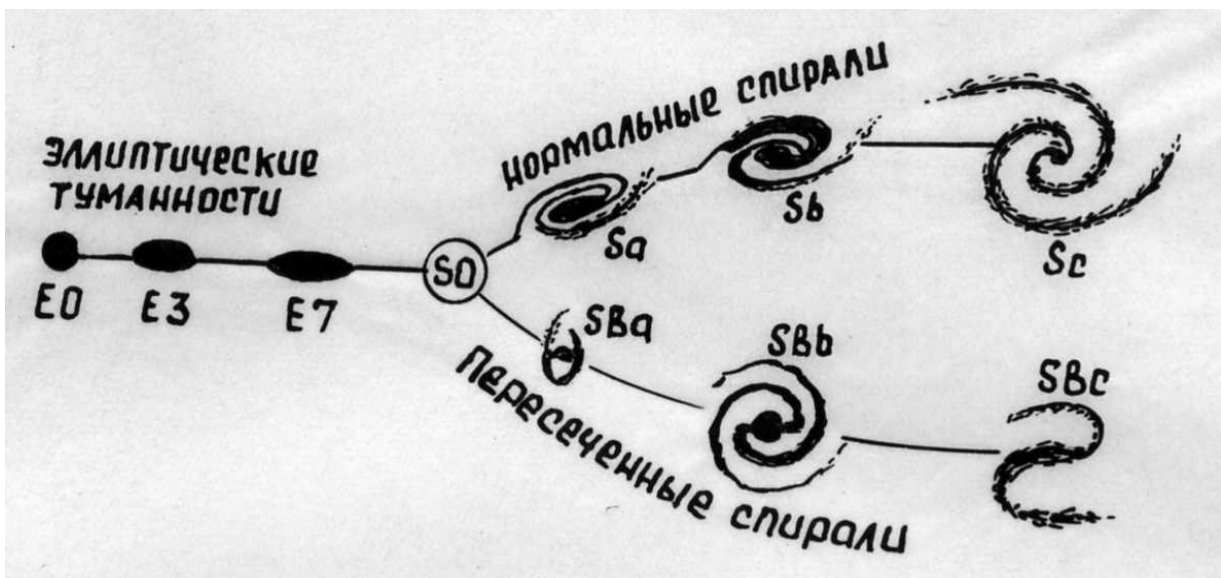 ЭЛЛИПТИЧЕСКИЕ
ТУМАННОСТИ
E0
E3
E7
S0
НОРМАЛЬНЫЕ СПИРАЛИ
Sa
Sb
Sc
SBa
SBb
SBc
Пересеченные спирали